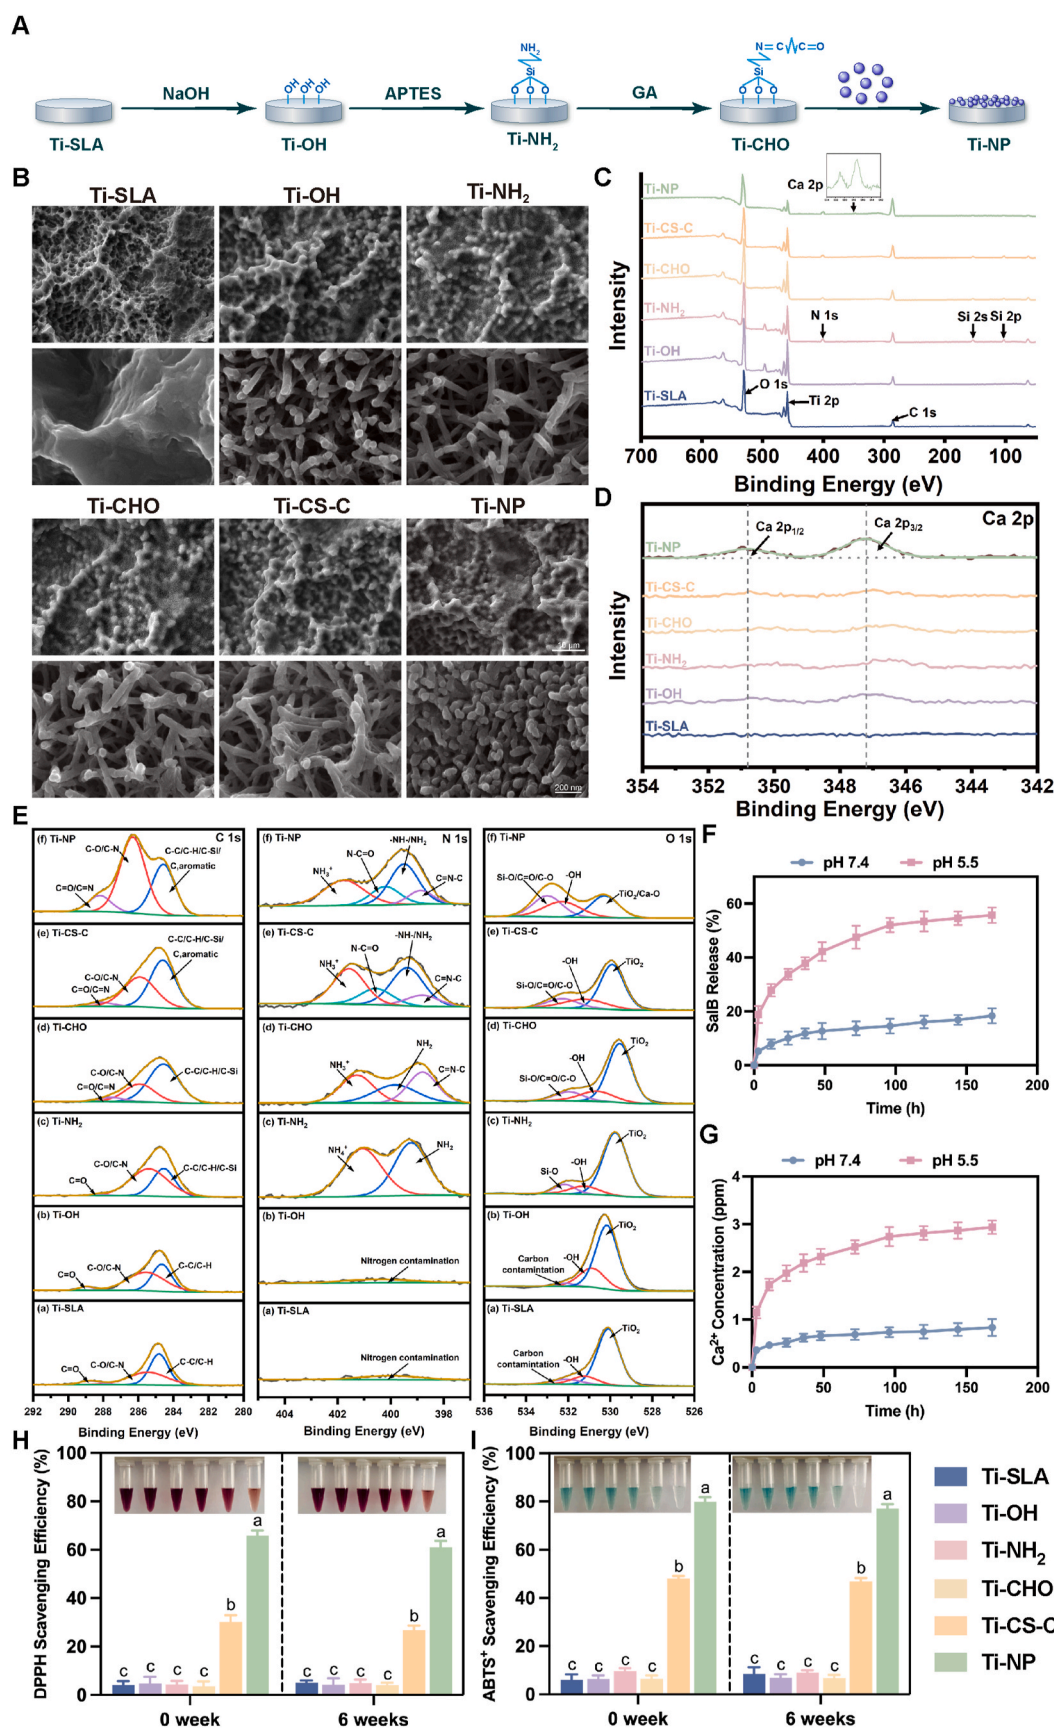 A
NH2
Si
O O O
OH OH OH
N=C C=O
Si
O O O
NaOH
APTES
GA
Ti-SLA
Ti-OH
Ti-NH2
Ti-CHO
Ti-NP
B
Ti-SLA Ti-OH Ti-NH2
Ti-CHO Ti-CS-C Ti-NP
10 μm
200 nm
C
Ca 2p
Ti-NP
Ti-CS-C
Ti-CHO
Ti-NH2
Ti-OH
Ti-SLA
N 1s
Si 2s Si 2p
O 1s
Ti 2p
C 1s
Intensity
700 600 500 400 300 200 100
Binding Energy (eV)
D
Ca 2p
Ca 2p1/2
Ca 2p3/2
Ti-NP
Ti-CS-C
Ti-CHO
Ti-NH2
Ti-OH
Ti-SLA
Intensity
354 352 350 348 346 344 342
Binding Energy (eV)
E
(f) Ti-NP
C 1s
C-O/C-N
C-C/C-H/C-Si/
C,aromatic
C=O/C=N
(e) Ti-CS-C
C-C/C-H/C-Si/
C,aromatic
C-O/C-N
C=O/C=N
(d) Ti-CHO
C-O/C-N
C=O/C=N
C-C/C-H/C-Si
(c) Ti-NH2
C-O/C-N
C=O
C-C/C-H/C-Si
(b) Ti-OH
C=O
C-O/C-N
C-C/C-H
(a) Ti-SLA
C=O
C-O/C-N
C-C/C-H
292 290 288 286 284 282 280
Binding Energy (eV)
(f) Ti-NP
N 1s
-NH-/NH2
N-C=O
NH3+
C=N-C
(e) Ti-CS-C
-NH-/NH2
N-C=O
NH3+
C=N-C
(d) Ti-CHO
NH3+
NH2
C=N-C
(c) Ti-NH2
NH4+
NH2
(b) Ti-OH
Nitrogen contamination
(a) Ti-SLA
Nitrogen contamination
404 402 400 398
Binding Energy (eV)
(f) Ti-NP
O 1s
Si-O/C=O/C-O
-OH
TiO2/Ca-O
(e) Ti-CS-C
-OH
TiO2
Si-O/C=O/C-O
(d) Ti-CHO
TiO2
-OH
Si-O/C=O/C-O
(c) Ti-NH2
TiO2
-OH
Si-O
(b) Ti-OH
TiO2
Carbon
contamintation
-OH
(a) Ti-SLA
TiO2
Carbon
contamintation
-OH
536 534 532 530 528 526
Binding Energy (eV)
F
pH 7.4 pH 5.5
SalB Release (%)
60
40
20
0
0 50 100 150 200
Time (h)
G
pH 7.4 pH 5.5
Ca2+ Concentration (ppm)
4
3
2
1
0
0 50 100 150 200
Time (h)
H
DPPH Scavenging Efficiency (%)
100
80
60
40
20
0
c c c c b a
c c c c b a
0 week 6 weeks
I
ABTS+ Scavenging Efficiency (%)
100
80
60
40
20
0
c c c c b a
c c c c b a
0 week 6 weeks
Ti-SLA
Ti-OH
Ti-NH2
Ti-CHO
Ti-CS-C
Ti-NP